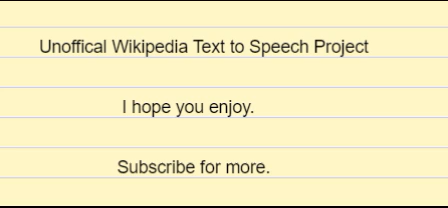 Unoffical Wikipedia Text to Speech Project
I hope you enjoy.
Subscribe for more.